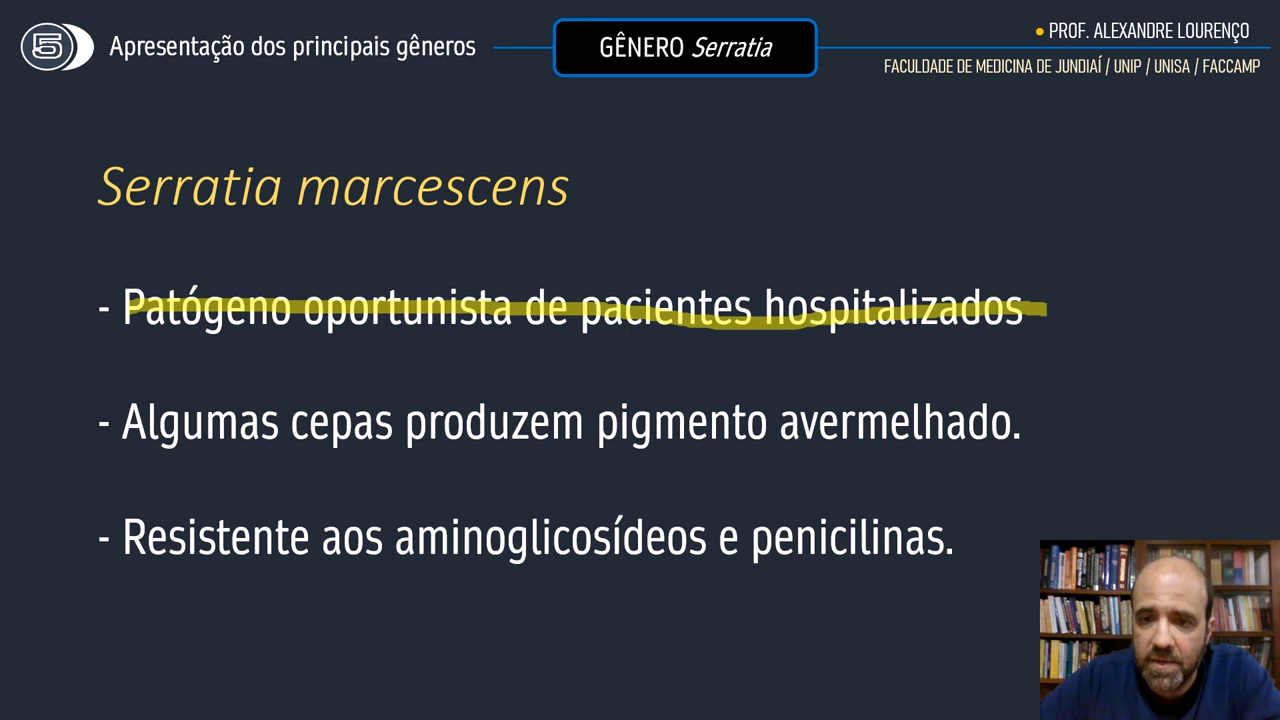 5
Apresentação dos principais gêneros
GÊNERO Serratia
• PROF. ALEXANDRE LOURENÇO
FACULDADE DE MEDICINA DE JUNDIAÍ / UNIP / UNISA / FACCAMP
Serratia marcescens
- Patógeno oportunista de pacientes hospitalizados
- Algumas cepas produzem pigmento avermelhado.
- Resistente aos aminoglicosídeos e penicilinas.